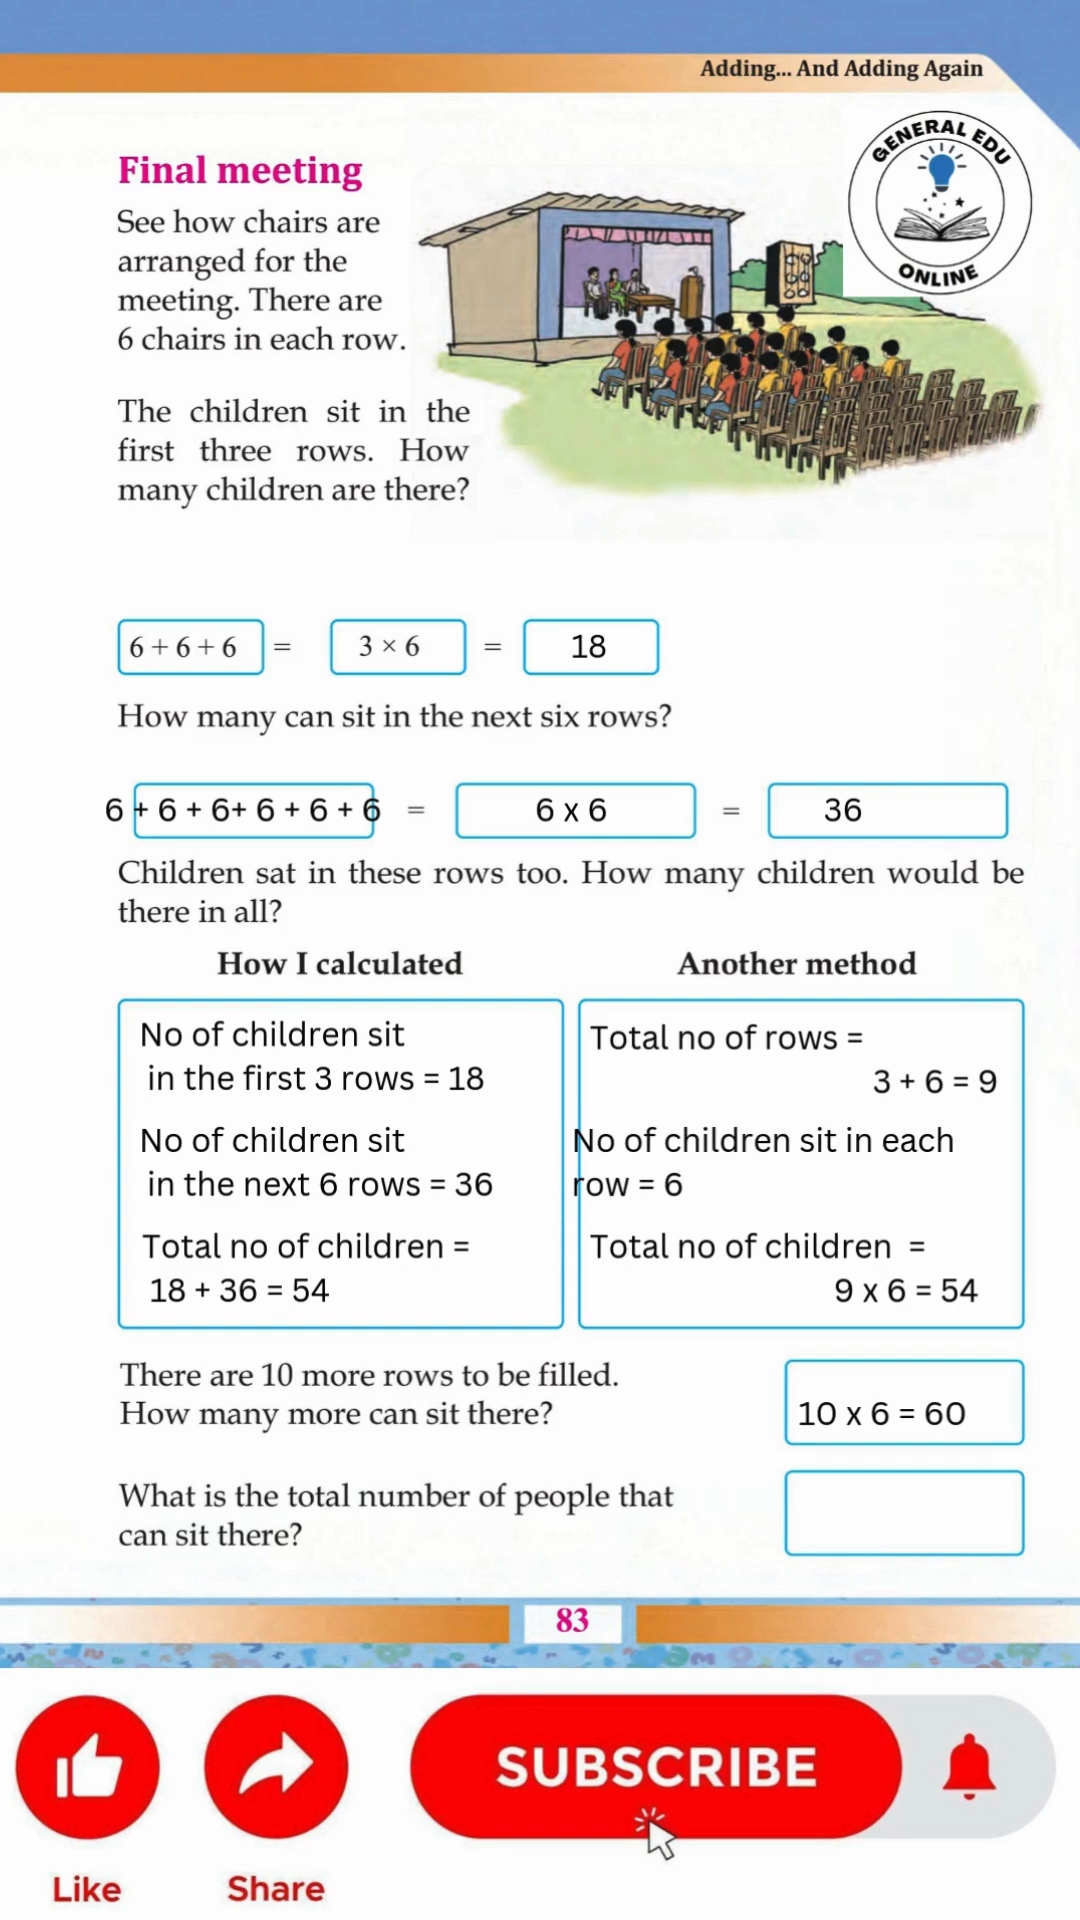 Adding... And Adding Again
GENERAL EDU
ONLINE
Final meeting
See how chairs are
arranged for the
meeting. There are
6 chairs in each row.
The children sit in the
first three rows. How
many children are there?
6 + 6 + 6 = 3 × 6 = 18
How many can sit in the next six rows?
6 + 6 + 6+ 6 + 6 + 6 = 6 x 6 = 36
Children sat in these rows too. How many children would be
there in all?
How I calculated
No of children sit
in the first 3 rows = 18
No of children sit
in the next 6 rows = 36
Total no of children =
18 + 36 = 54
Another method
Total no of rows =
3 + 6 = 9
No of children sit in each
row = 6
Total no of children =
9 x 6 = 54
There are 10 more rows to be filled.
How many more can sit there?
10 x 6 = 60
What is the total number of people that
can sit there?
83
SUBSCRIBE
Like
Share